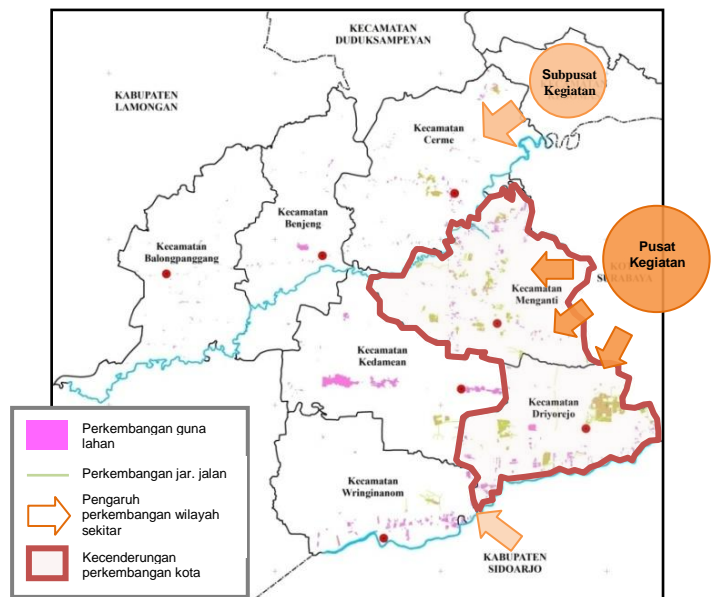 KECAMATAN
DUDUKSAMPEYAN
Subpusat
Kegiatan
KABUPATEN
LAMONGAN
Kecamatan
Cerme
Kecamatan
Benjeng
Kecamatan
Balongpanggang
Pusat
Kegiatan
SURABAYA
Kecamatan
Menganti
Kecamatan
Kedamean
Kecamatan
Driyorejo
Kecamatan
Wringinanom
KABUPATEN
SIDOARJO
Perkembangan guna
lahan
Perkembangan jar. jalan
Pengaruh
perkembangan wilayah
sekitar
Kecenderungan
perkembangan kota